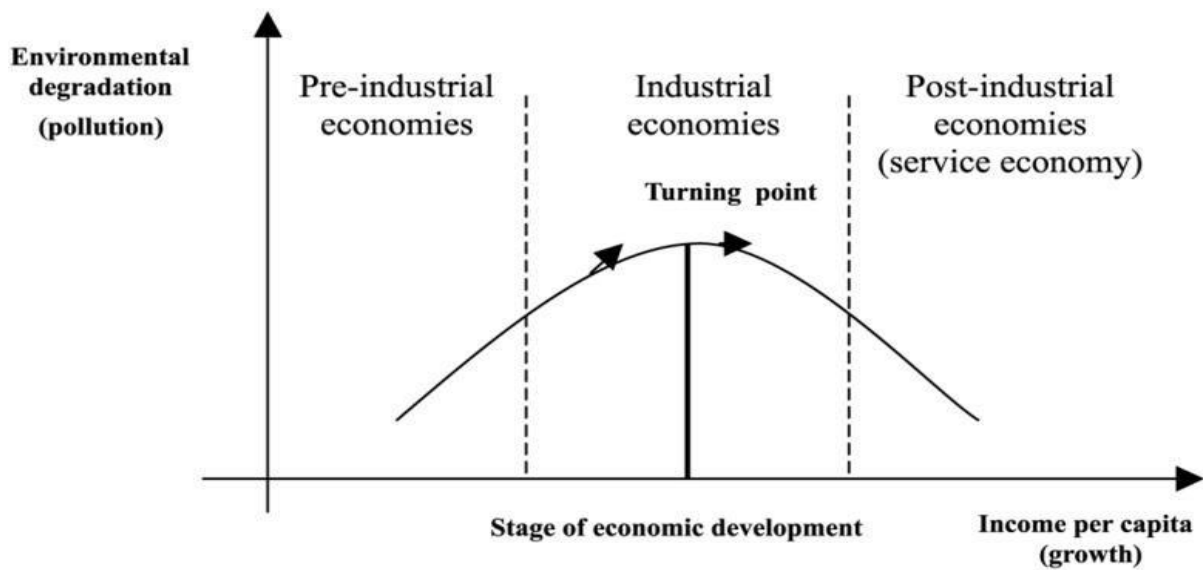 Environmental
degradation
(pollution)
Pre-industrial
economies
Industrial
economies
Post-industrial
economies
(service economy)
Turning point
Stage of economic development
Income per capita
(growth)